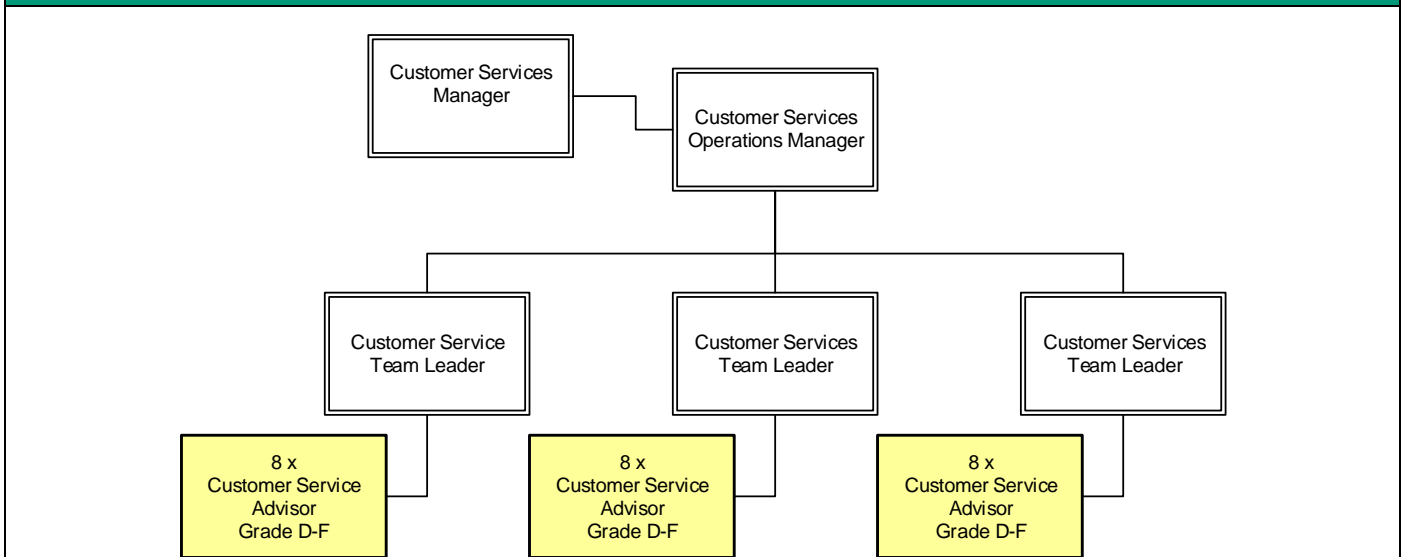 Customer Services
Manager
Customer Services
Operations Manager
Customer Service
Team Leader
Customer Services
Team Leader
Customer Services
Team Leader
8 x
Customer Service
Advisor
Grade D-F
8 x
Customer Service
Advisor
Grade D-F
8 x
Customer Service
Advisor
Grade D-F